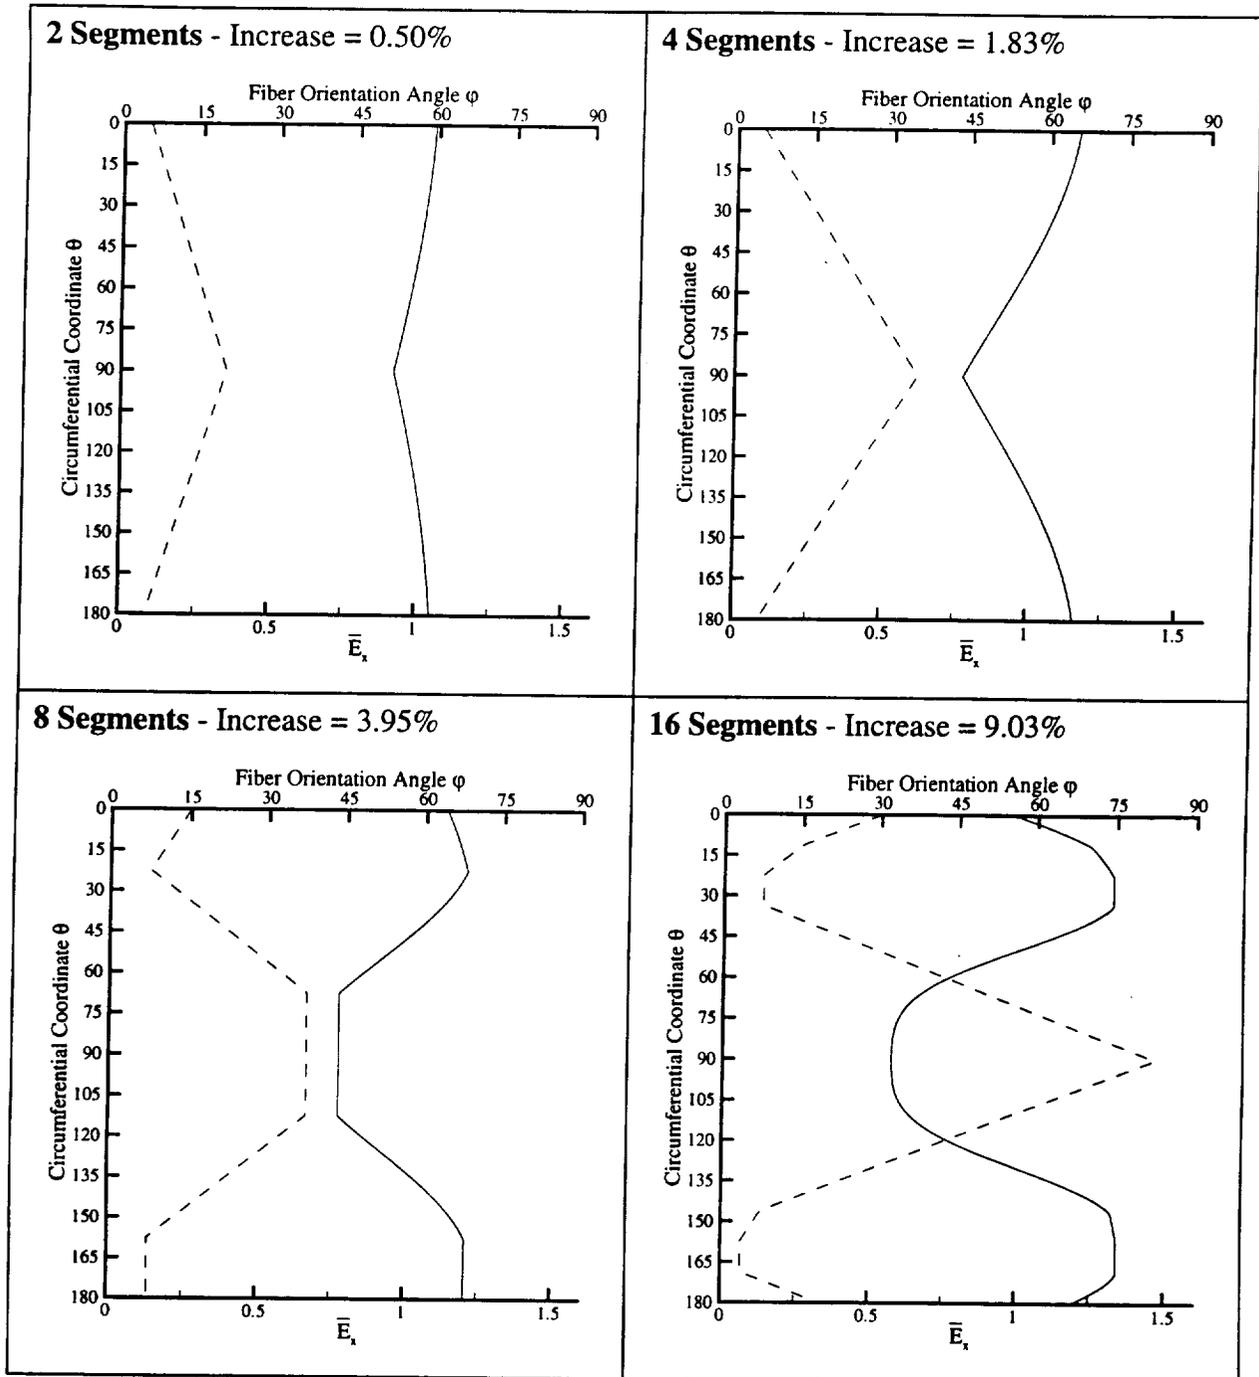 2 Segments - Increase = 0.50%
Fiber Orientation Angle φ
0 15 30 45 60 75 90
Circumferential Coordinate θ
0
15
30
45
60
75
90
105
120
135
150
165
180
0 0.5 1 1.5
E̅ₓ
4 Segments - Increase = 1.83%
Fiber Orientation Angle φ
0 15 30 45 60 75 90
Circumferential Coordinate θ
0
15
30
45
60
75
90
105
120
135
150
165
180
0 0.5 1 1.5
E̅ₓ
8 Segments - Increase = 3.95%
Fiber Orientation Angle φ
0 15 30 45 60 75 90
Circumferential Coordinate θ
0
15
30
45
60
75
90
105
120
135
150
165
180
0 0.5 1 1.5
E̅ₓ
16 Segments - Increase = 9.03%
Fiber Orientation Angle φ
0 15 30 45 60 75 90
Circumferential Coordinate θ
0
15
30
45
60
75
90
105
120
135
150
165
180
0 0.5 1 1.5
E̅ₓ